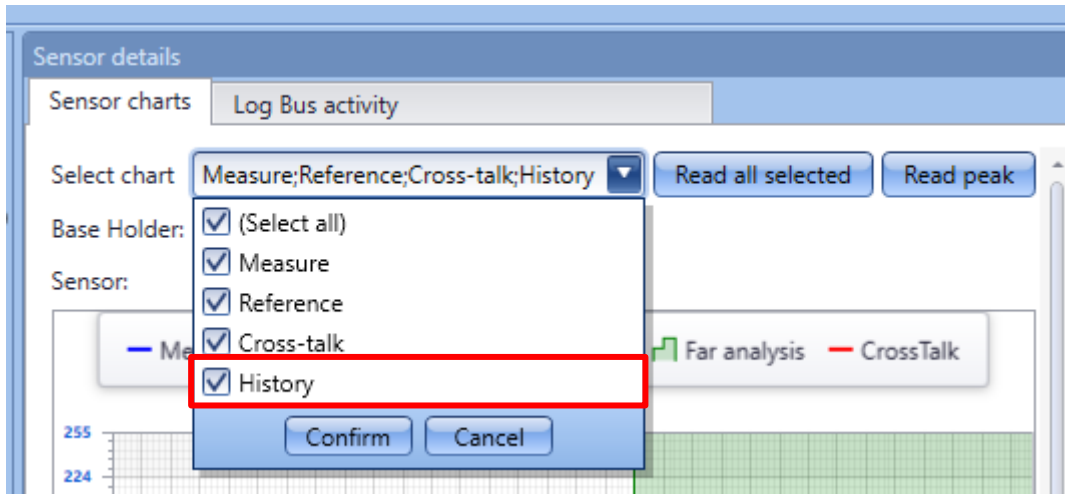 Sensor details
Sensor charts
Log Bus activity
Select chart
Measure;Reference;Cross-talk;History
Read all selected
Read peak
Base Holder:
(Select all)
Measure
Sensor:
Reference
Cross-talk
Far analysis
CrossTalk
History
Confirm
Cancel
255
224